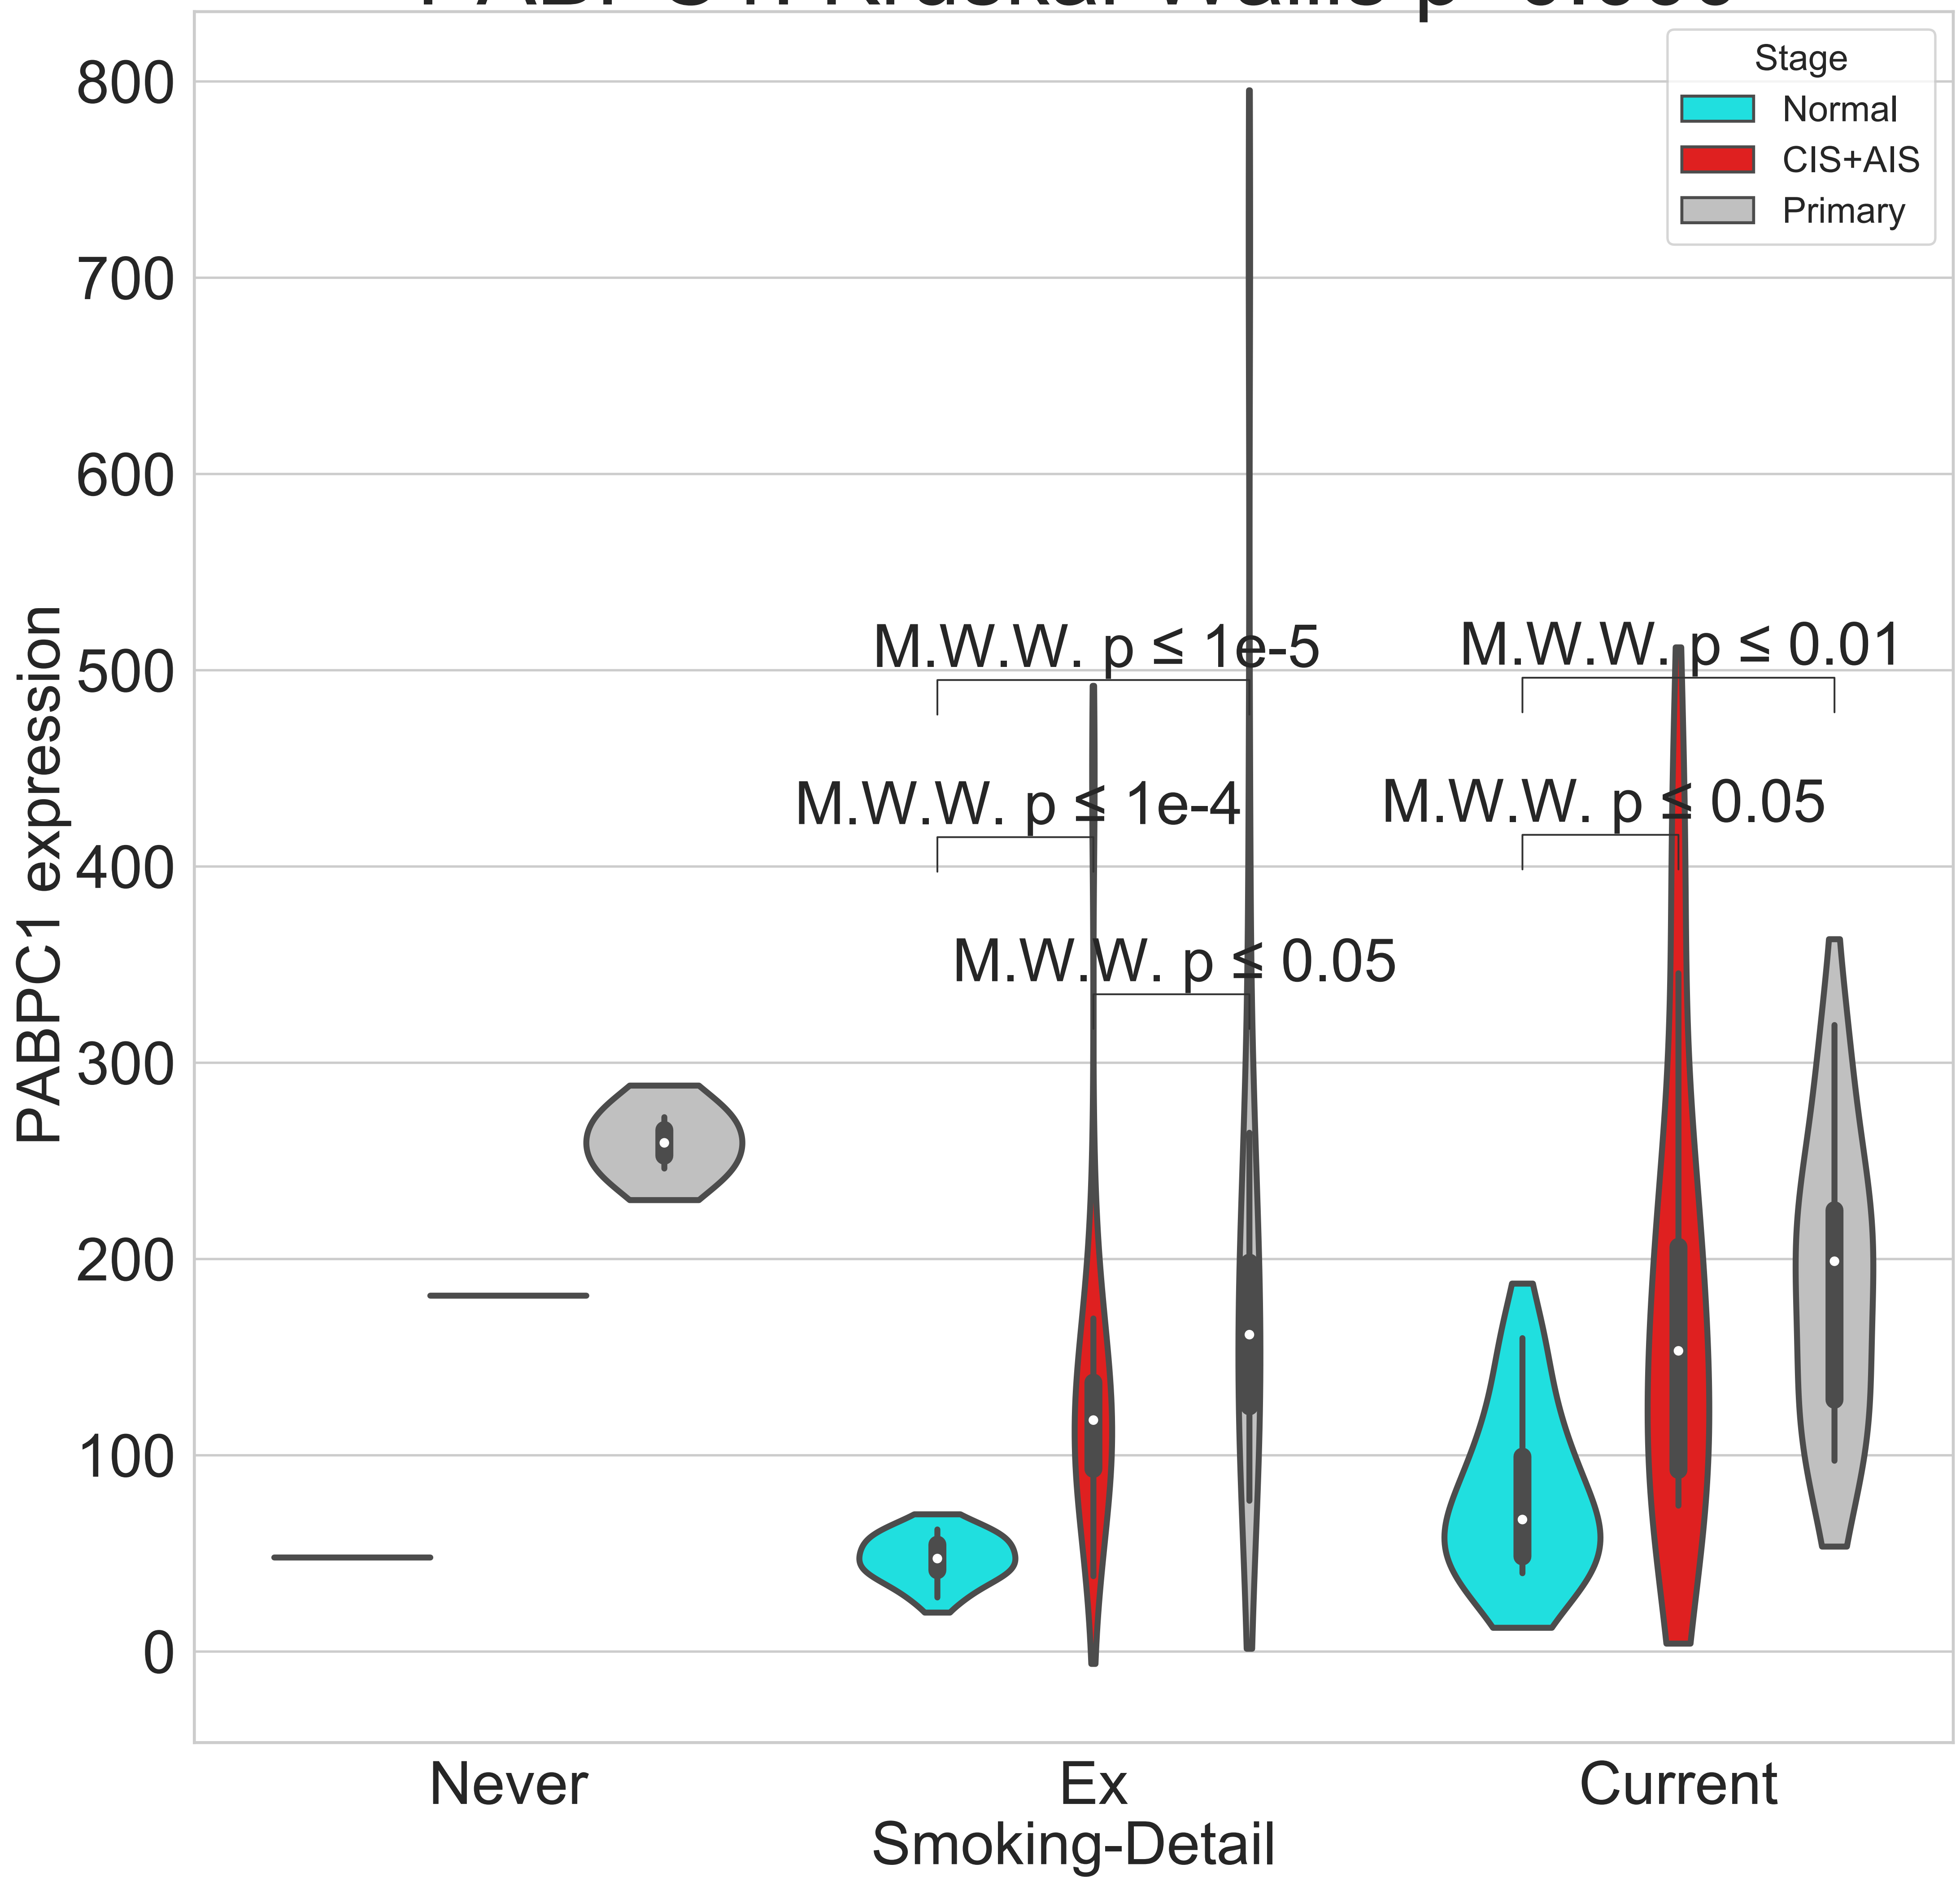 Stage
Normal
CIS+AIS
Primary
PABPC1 expression
800
700
600
500
400
300
200
100
0
M.W.W. p ≤ 1e-5
M.W.W. p ≤ 0.01
M.W.W. p ≤ 1e-4
M.W.W. p ≤ 0.05
M.W.W. p ≤ 0.05
Never
Ex
Current
Smoking-Detail